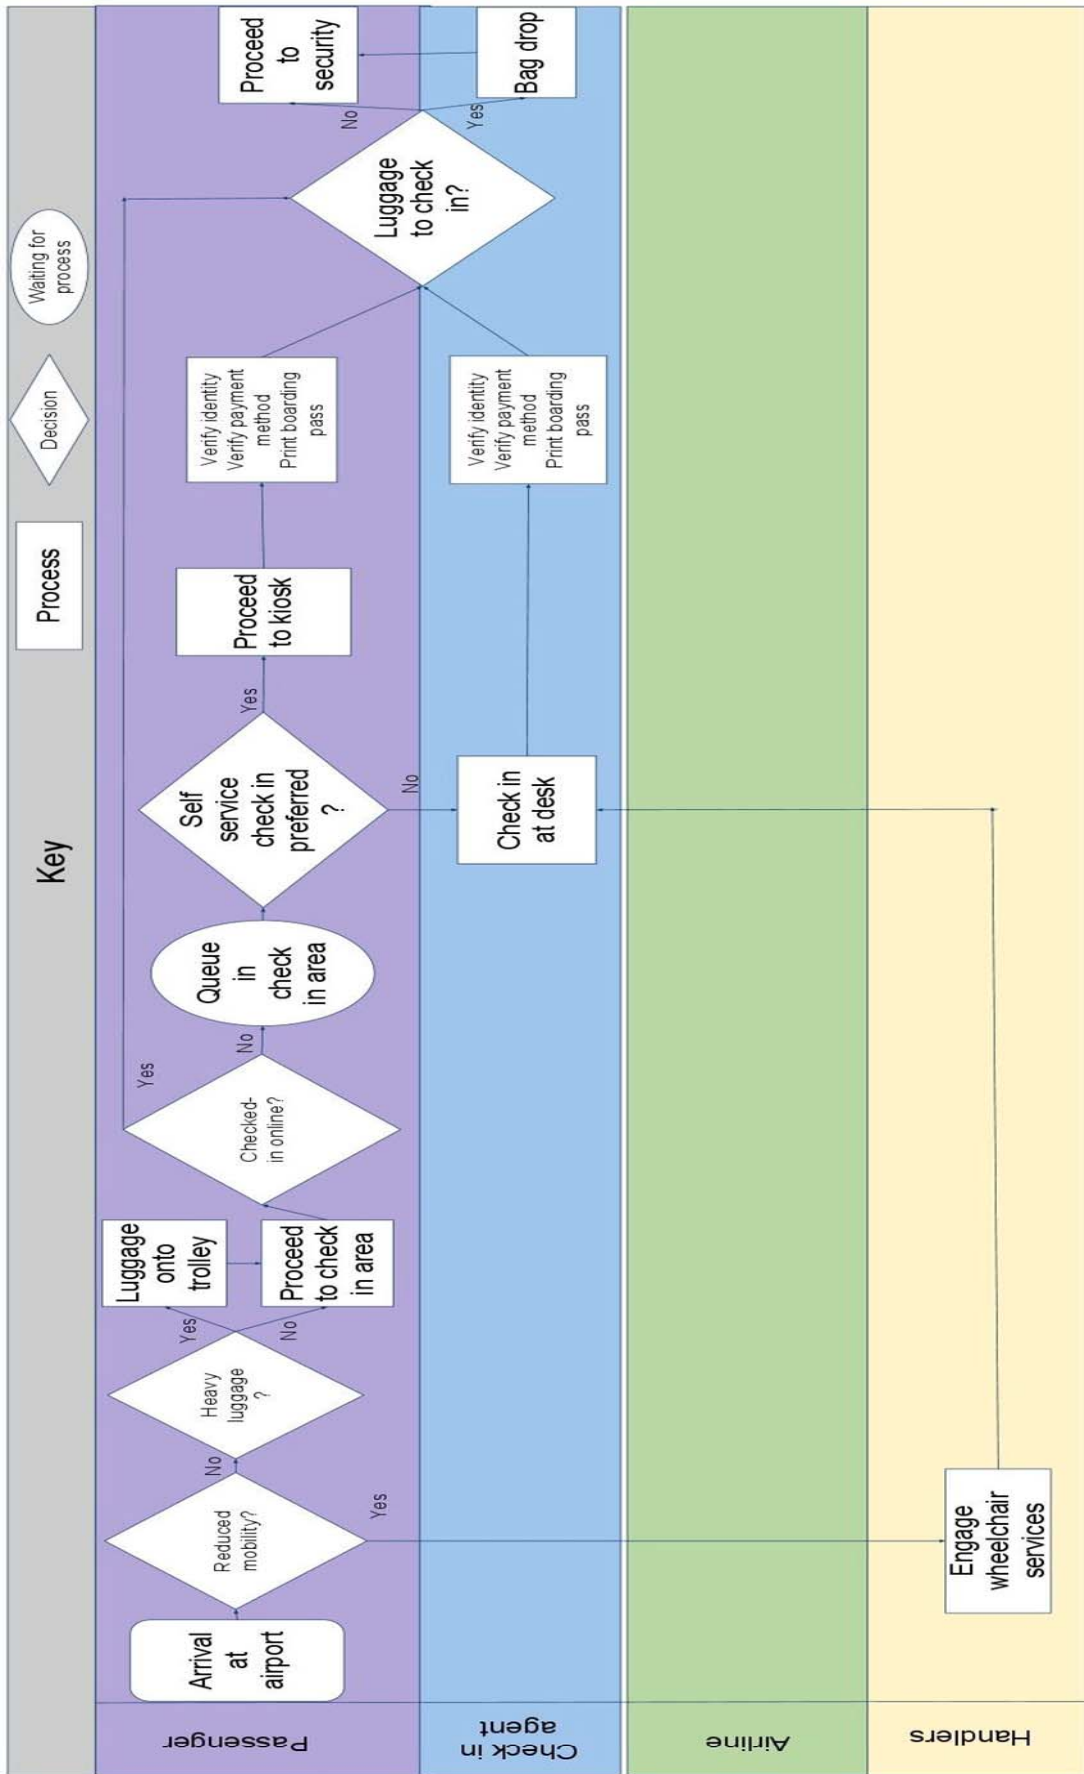 Key
Process
Decision
Waiting for
process
Passenger
Arrival
at
airport
Reduced
mobility?
No
Yes
Heavy
luggage
?
Yes
No
Luggage
onto
trolley
Proceed
to check
in area
Checked-
in online?
Yes
No
Queue
in
check
in area
Self
service
check in
preferred
?
Yes
No
Proceed
to kiosk
Verify identity
Verify payment
method
Print boarding
pass
Luggage
to check
in?
No
Yes
Proceed
to
security
Check in
agent
Check in
at desk
Verify identity
Verify payment
method
Print boarding
pass
Bag drop
Airline
Handlers
Engage
wheelchair
services